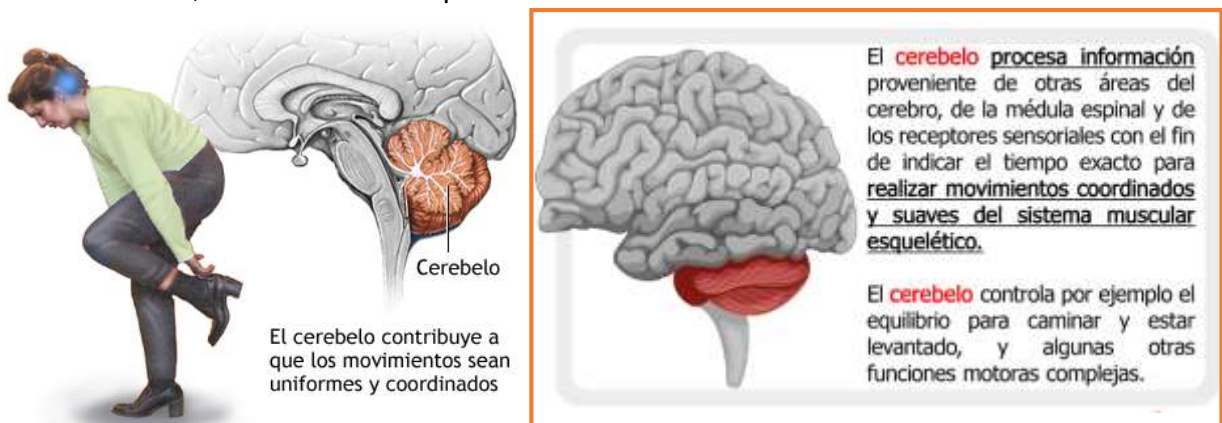 Cerebelo
El cerebelo contribuye a
que los movimientos sean
uniformes y coordinados
El cerebelo procesa información
proveniente de otras áreas del
cerebro, de la médula espinal y de
los receptores sensoriales con el fin
de indicar el tiempo exacto para
realizar movimientos coordinados
y suaves del sistema muscular
esquelético.
El cerebelo controla por ejemplo el
equilibrio para caminar y estar
levantado, y algunas otras
funciones motoras complejas.